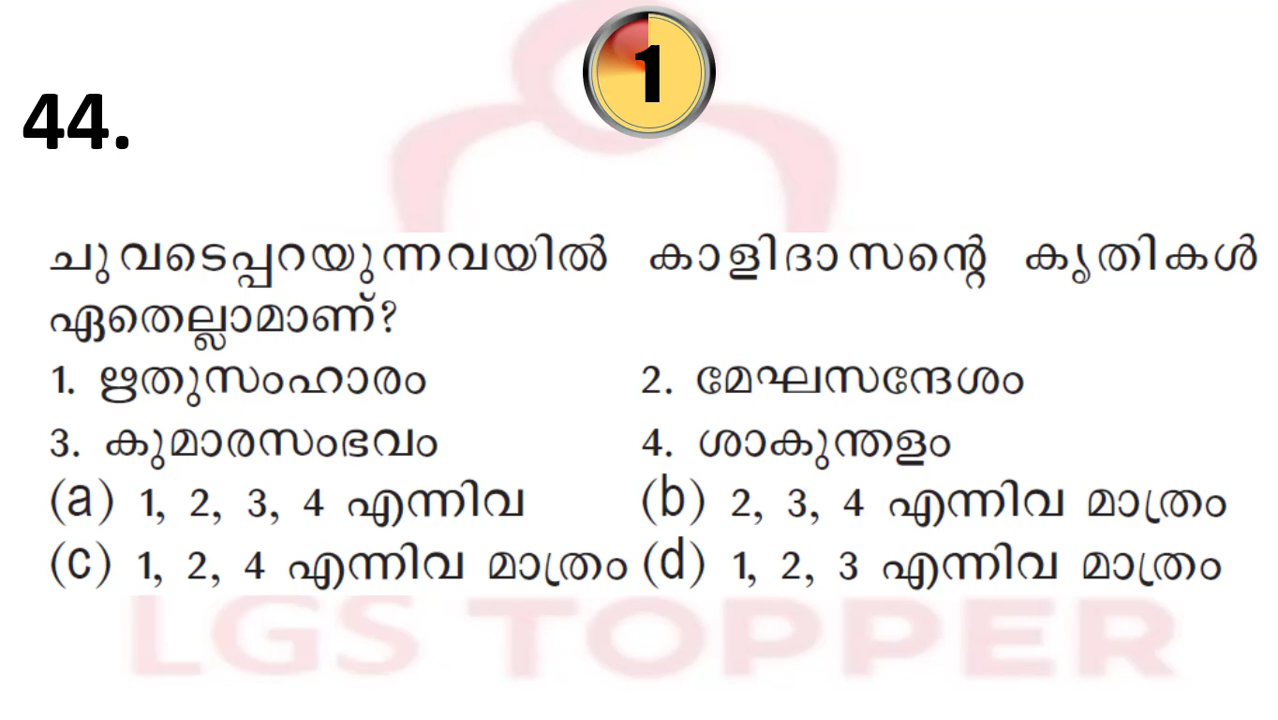 1
44.
ചുവടെപ്പറയുന്നവയിൽ കാളിദാസന്റെ കൃതികൾ
ഏതെല്ലാമാണ്?
1. ഋതുസംഹാരം 2. മേഘസന്ദേശം
3. കുമാരസംഭവം 4. ശാകുന്തളം
(a) 1, 2, 3, 4 എന്നിവ (b) 2, 3, 4 എന്നിവ മാത്രം
(c) 1, 2, 4 എന്നിവ മാത്രം (d) 1, 2, 3 എന്നിവ മാത്രം
LGS TOPPER